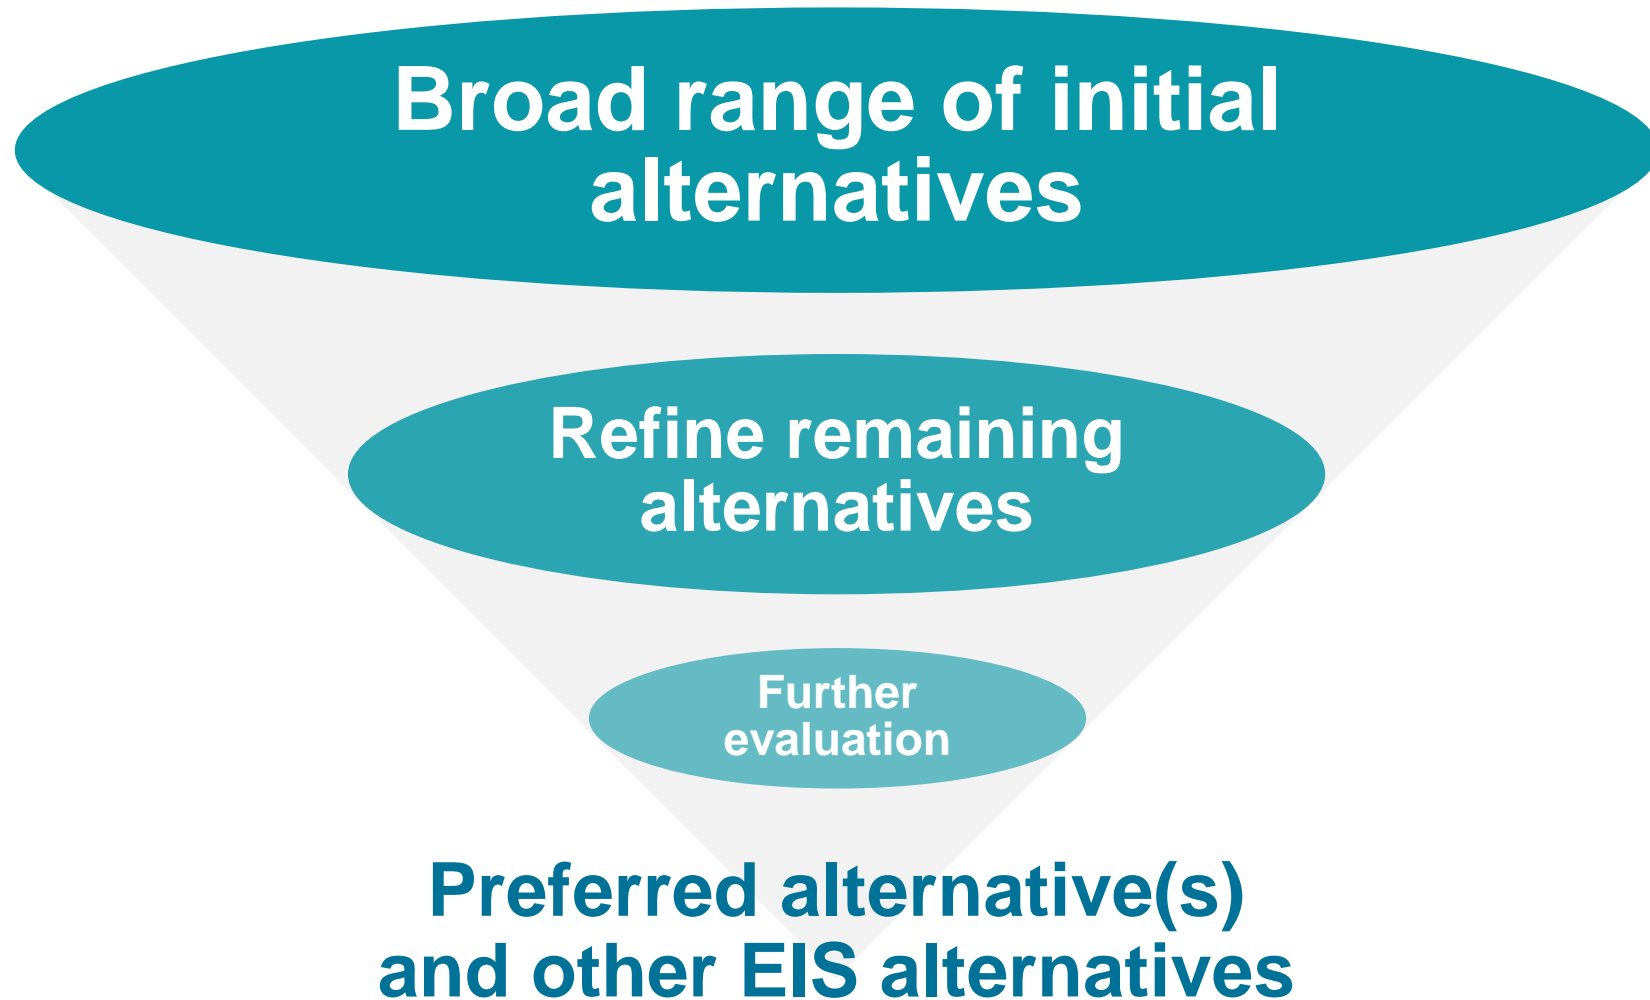 Broad range of initial
alternatives
Refine remaining
alternatives
Further
evaluation
Preferred alternative(s)
and other EIS alternatives